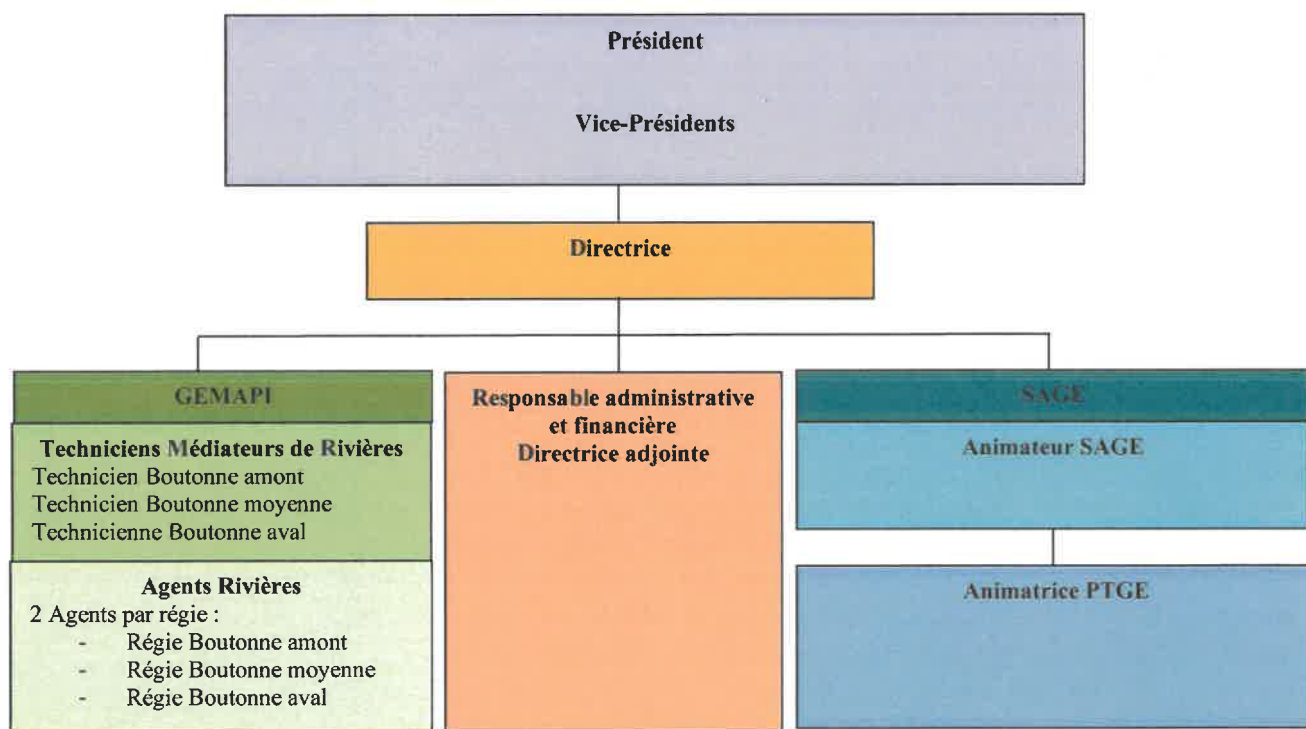 Président
Vice-Présidents
Directrice
GEMAPI
Techniciens Médiateurs de Rivières
Technicien Boutonne amont
Technicien Boutonne moyenne
Technicienne Boutonne aval
Agents Rivières
2 Agents par régie :
- Régie Boutonne amont
- Régie Boutonne moyenne
- Régie Boutonne aval
Responsable administrative
et financière
Directrice adjointe
SAGE
Animateur SAGE
Animatrice PTGE